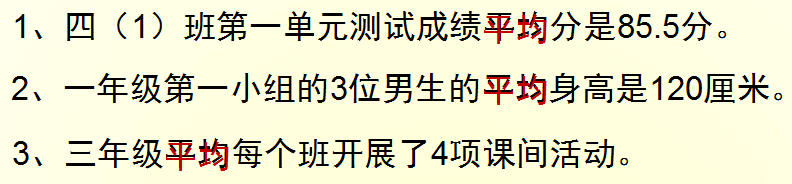 1、四（1）班第一单元测试成绩平均分是85.5分。
2、一年级第一小组的3位男生的平均身高是120厘米。
3、三年级平均每个班开展了4项课间活动。